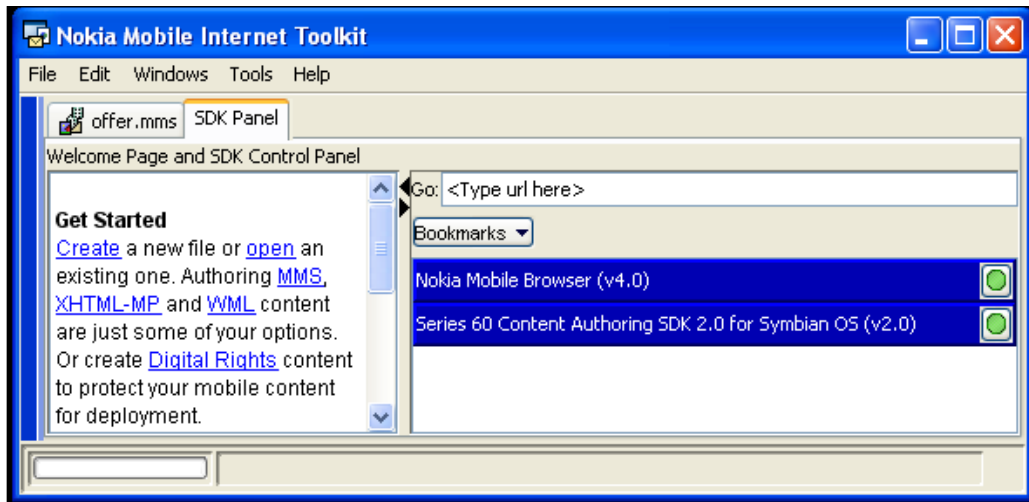 Nokia Mobile Internet Toolkit
File Edit Windows Tools Help
offer.mms SDK Panel
Welcome Page and SDK Control Panel
Get Started
Create a new file or open an
existing one. Authoring MMS,
XHTML-MP and WML content
are just some of your options.
Or create Digital Rights content
to protect your mobile content
for deployment.
Go: <Type url here>
Bookmarks
Nokia Mobile Browser (v4.0)
Series 60 Content Authoring SDK 2.0 for Symbian OS (v2.0)